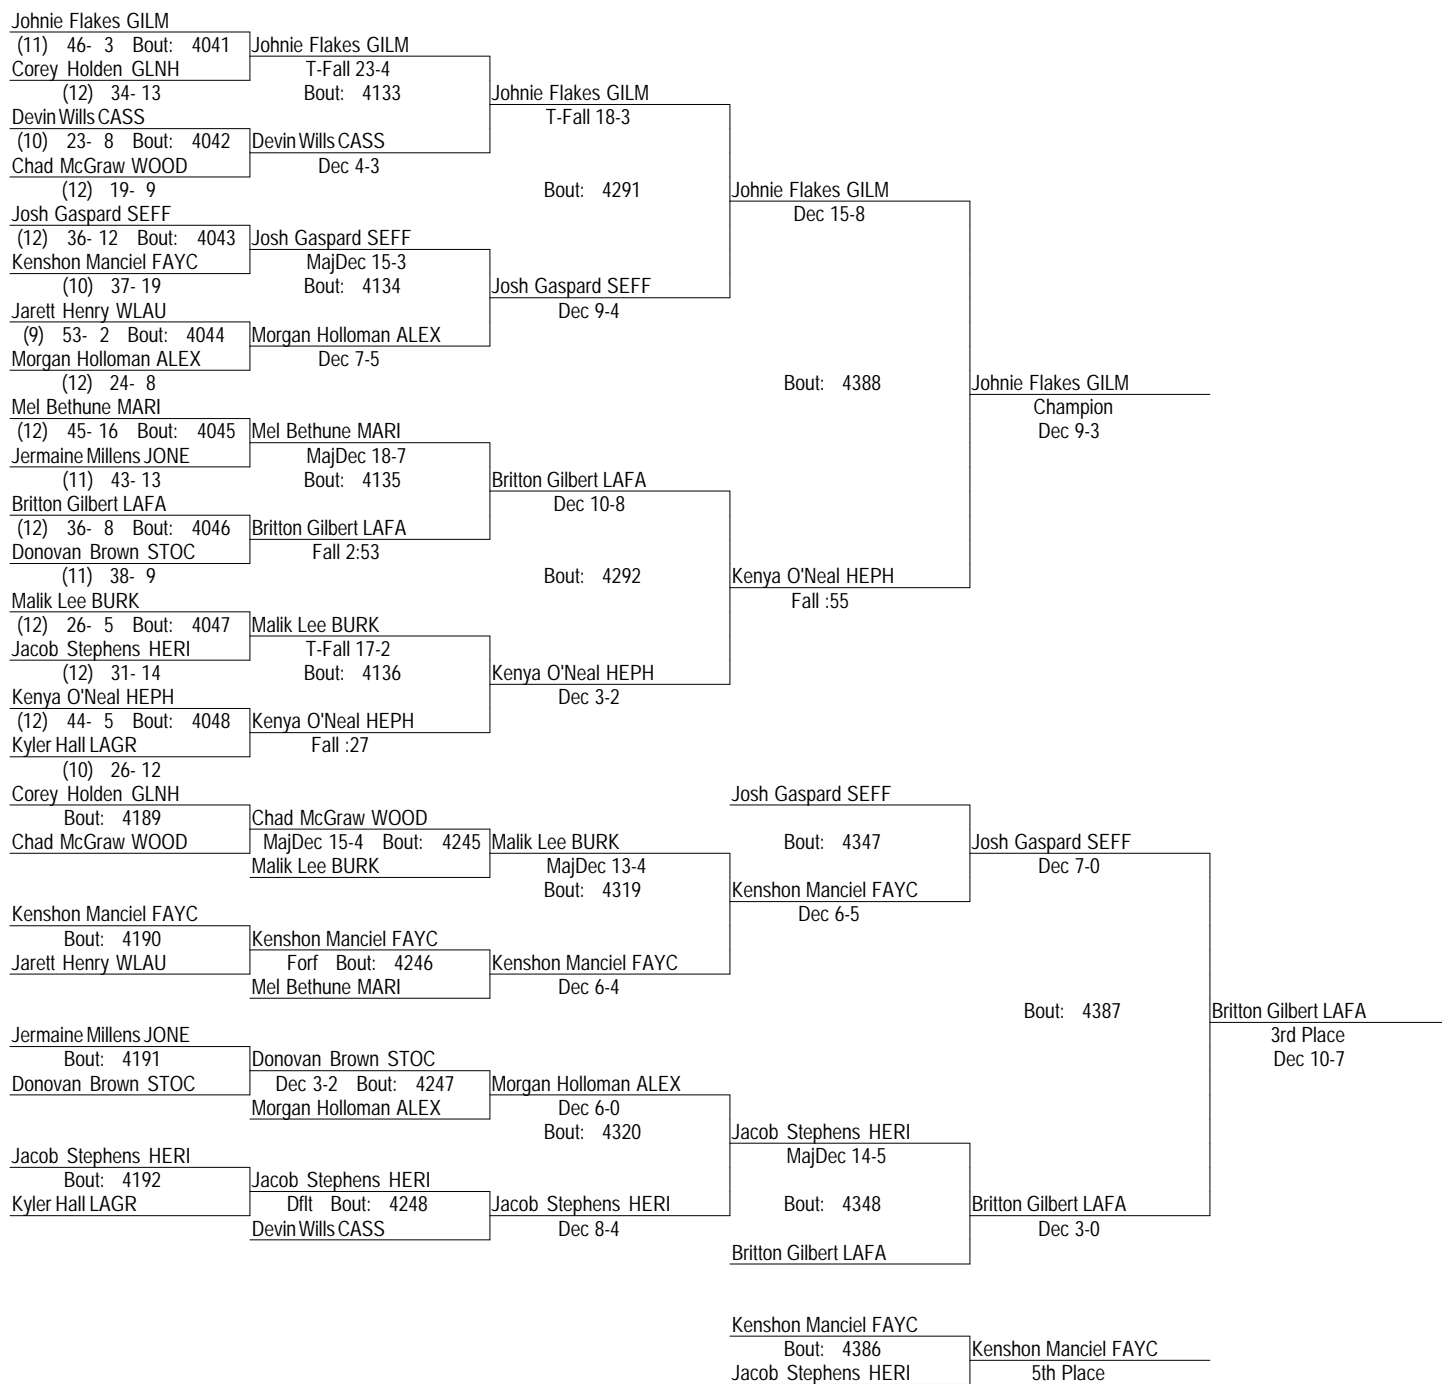 Johnie Flakes GILM
(11) 46- 3 Bout: 4041 Johnie Flakes GILM
Corey Holden GLNH T-Fall 23-4
(12) 34- 13 Bout: 4133 Johnie Flakes GILM
Devin Wills CASS T-Fall 18-3
(10) 23- 8 Bout: 4042 Devin Wills CASS
Chad McGraw WOOD Dec 4-3
(12) 19- 9 Bout: 4291 Johnie Flakes GILM
Josh Gaspard SEFF Dec 15-8
(12) 36- 12 Bout: 4043 Josh Gaspard SEFF
Kenshon Manciel FAYC MajDec 15-3
(10) 37- 19 Bout: 4134 Josh Gaspard SEFF
Jarett Henry WLAU Dec 9-4
(9) 53- 2 Bout: 4044 Morgan Holloman ALEX
Morgan Holloman ALEX Dec 7-5
(12) 24- 8 Bout: 4388 Johnie Flakes GILM
Mel Bethune MARI Champion
(12) 45- 16 Bout: 4045 Mel Bethune MARI Dec 9-3
Jermaine Millens JONE MajDec 18-7
(11) 43- 13 Bout: 4135 Britton Gilbert LAFA
Britton Gilbert LAFA Dec 10-8
(12) 36- 8 Bout: 4046 Britton Gilbert LAFA
Donovan Brown STOC Fall 2:53
(11) 38- 9 Bout: 4292 Kenya O'Neal HEPH
Malik Lee BURK Fall :55
(12) 26- 5 Bout: 4047 Malik Lee BURK
Jacob Stephens HERI T-Fall 17-2
(12) 31- 14 Bout: 4136 Kenya O'Neal HEPH
Kenya O'Neal HEPH Dec 3-2
(12) 44- 5 Bout: 4048 Kenya O'Neal HEPH
Kyler Hall LAGR Fall :27
(10) 26- 12
Corey Holden GLNH Josh Gaspard SEFF
Bout: 4189 Chad McGraw WOOD
Chad McGraw WOOD MajDec 15-4 Bout: 4245 Malik Lee BURK Bout: 4347 Josh Gaspard SEFF
Malik Lee BURK MajDec 13-4 Dec 7-0
Bout: 4319 Kenshon Manciel FAYC
Kenshon Manciel FAYC Dec 6-5
Bout: 4190 Kenshon Manciel FAYC
Jarett Henry WLAU Forf Bout: 4246 Kenshon Manciel FAYC
Mel Bethune MARI Dec 6-4
Bout: 4387 Britton Gilbert LAFA
Jermaine Millens JONE 3rd Place
Bout: 4191 Donovan Brown STOC Dec 10-7
Donovan Brown STOC Dec 3-2 Bout: 4247 Morgan Holloman ALEX
Morgan Holloman ALEX Dec 6-0
Bout: 4320 Jacob Stephens HERI
Jacob Stephens HERI MajDec 14-5
Bout: 4192 Jacob Stephens HERI
Kyler Hall LAGR Dflt Bout: 4248 Jacob Stephens HERI Bout: 4348 Britton Gilbert LAFA
Devin Wills CASS Dec 8-4 Dec 3-0
Britton Gilbert LAFA
Kenshon Manciel FAYC
Bout: 4386 Kenshon Manciel FAYC
Jacob Stephens HERI 5th Place